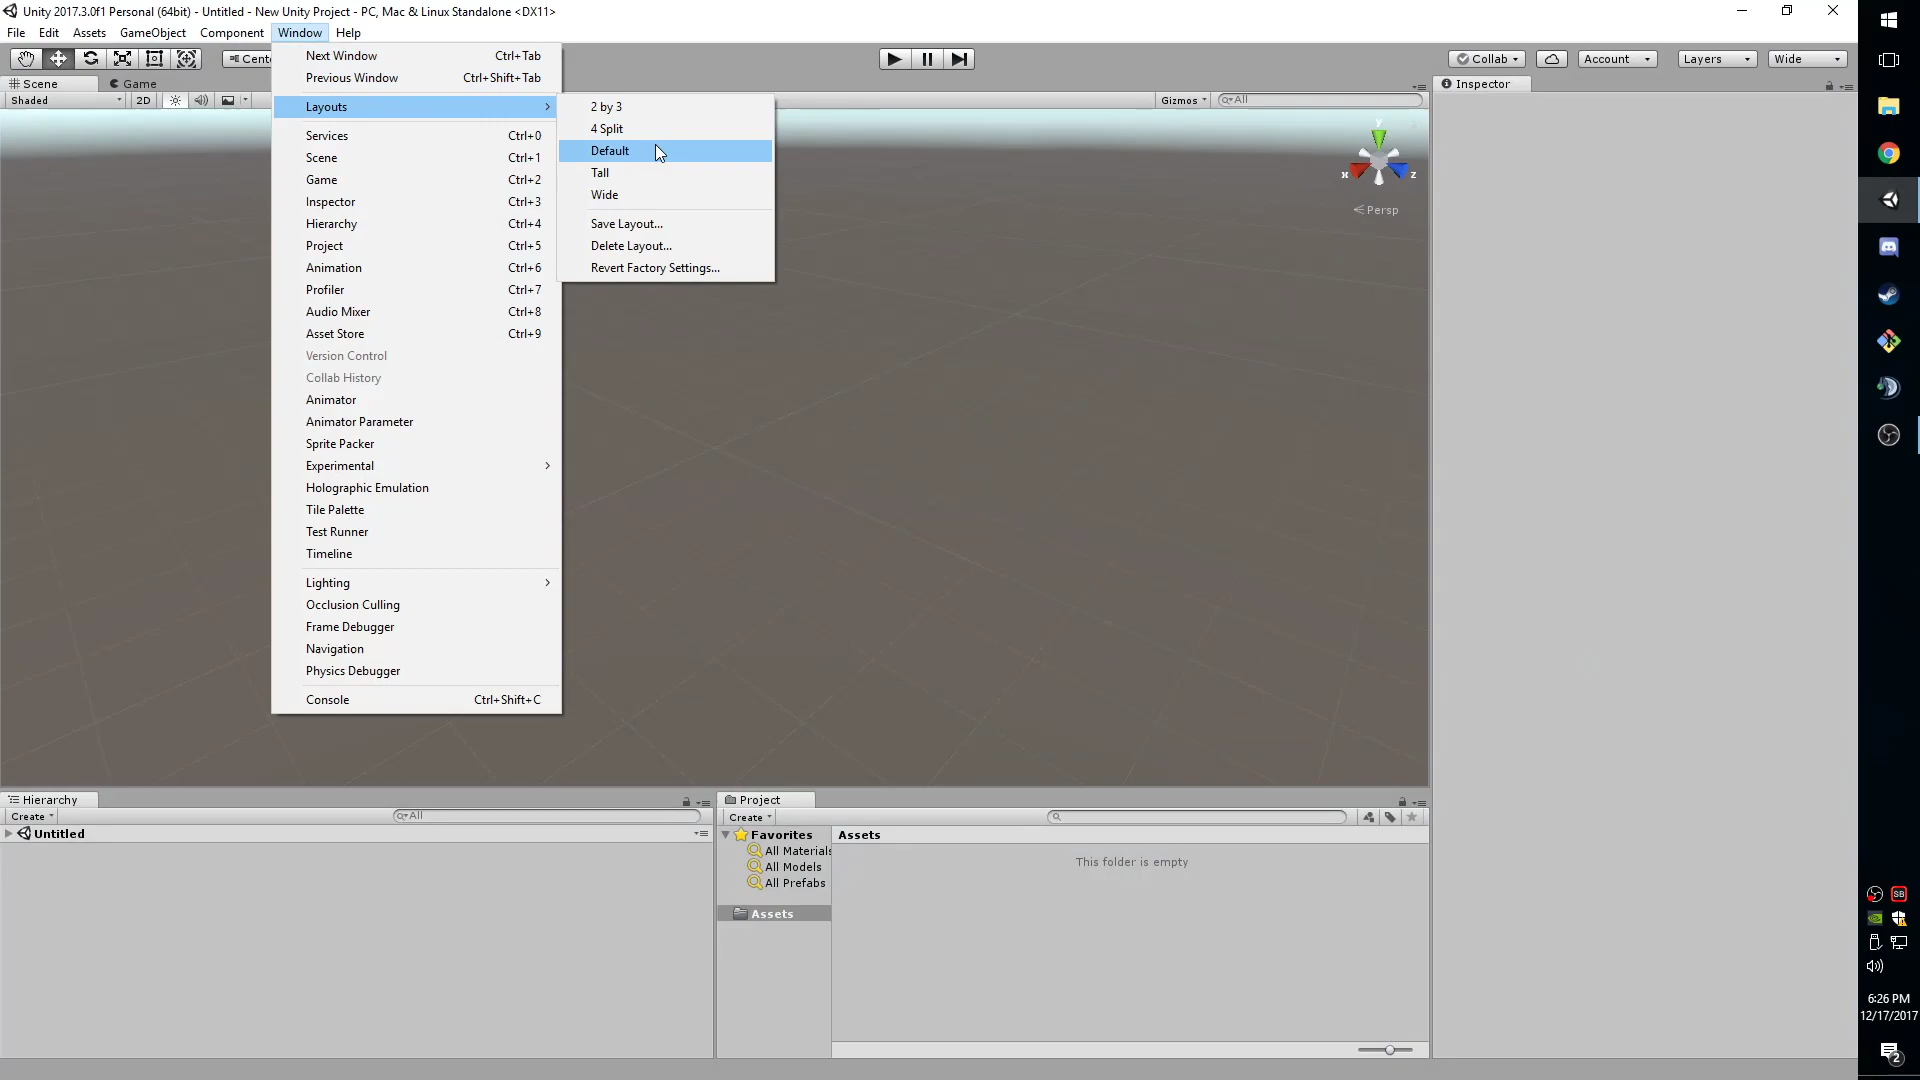 Unity 2017.3.0f1 Personal (64bit) - Untitled - New Unity Project - PC, Mac & Linux Standalone <DX11>
File Edit Assets GameObject Component Window Help
Cente
Collab Account Layers Wide
Scene Game
Inspector
Shaded 2D
Gizmos All
Next Window Ctrl+Tab
Previous Window Ctrl+Shift+Tab
Layouts
Services Ctrl+0
Scene Ctrl+1
Game Ctrl+2
Inspector Ctrl+3
Hierarchy Ctrl+4
Project Ctrl+5
Animation Ctrl+6
Profiler Ctrl+7
Audio Mixer Ctrl+8
Asset Store Ctrl+9
Version Control
Collab History
Animator
Animator Parameter
Sprite Packer
Experimental
Holographic Emulation
Tile Palette
Test Runner
Timeline
Lighting
Occlusion Culling
Frame Debugger
Navigation
Physics Debugger
Console Ctrl+Shift+C
2 by 3
4 Split
Default
Tall
Wide
Save Layout...
Delete Layout...
Revert Factory Settings...
y
x z
Persp
Hierarchy
Create All
Untitled
Project
Create
Favorites
All Materials
All Models
All Prefabs
Assets
Assets
This folder is empty
SB
6:26 PM
12/17/2017
2